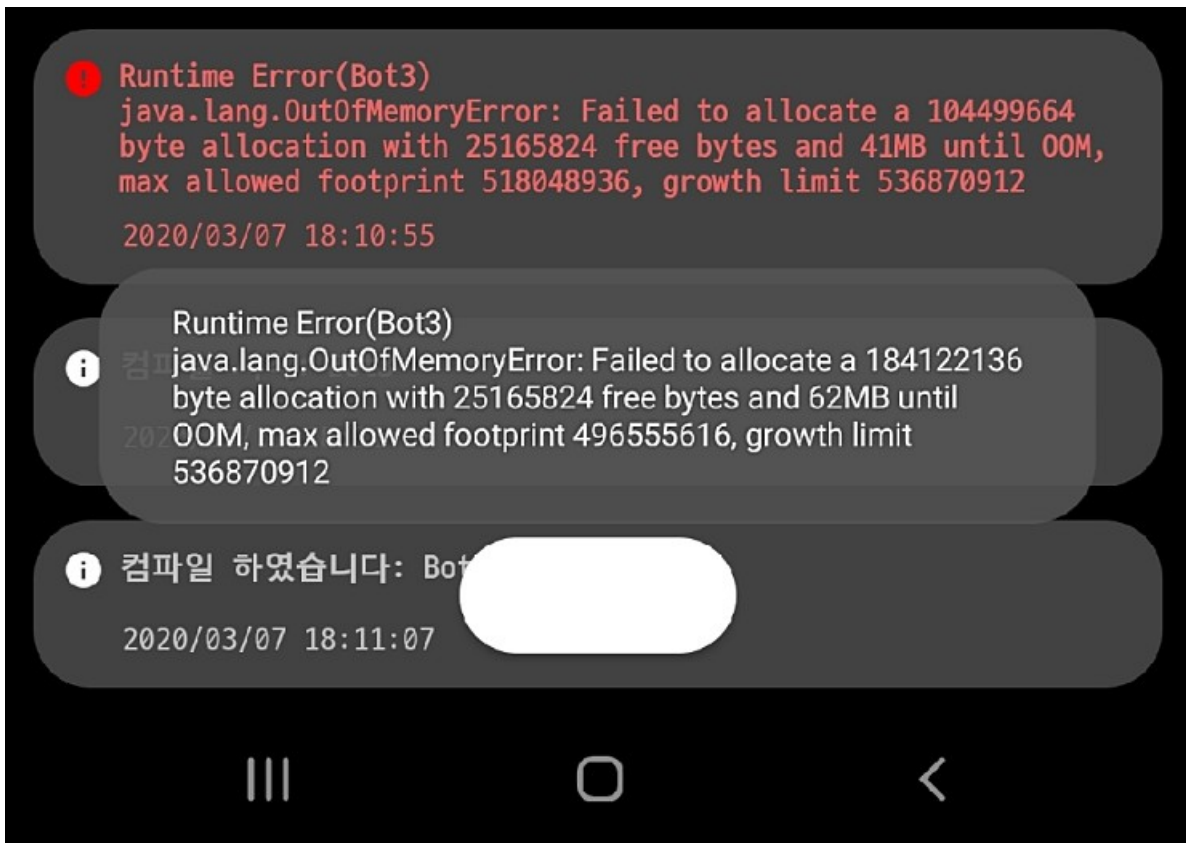 Runtime Error(Bot3)
java.lang.OutOfMemoryError: Failed to allocate a 104499664
byte allocation with 25165824 free bytes and 41MB until OOM,
max allowed footprint 518048936, growth limit 536870912
2020/03/07 18:10:55
Runtime Error(Bot3)
java.lang.OutOfMemoryError: Failed to allocate a 184122136
byte allocation with 25165824 free bytes and 62MB until
OOM, max allowed footprint 496555616, growth limit
536870912
컴파일 하였습니다: Bot
2020/03/07 18:11:07